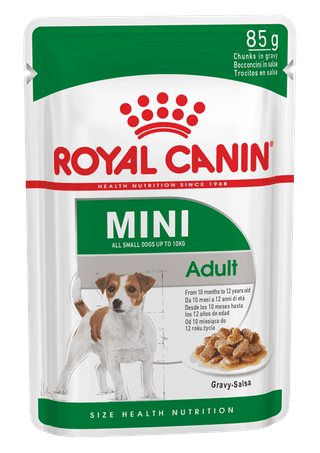 85g
Chunks in gravy
Bocconcini in salsa
Trocitos en salsa
ROYAL CANIN
HEALTH NUTRITION SINCE 1968
MINI
ALL SMALL DOGS UP TO 10KG
Adult
From 10 months to 12 years old
Da 10 mesi a 12 anni di età
Desde los 10 meses hasta
los 12 años de edad
Od 10 miesiąca do
12 roku życia
Gravy-Salsa
SIZE HEALTH NUTRITION